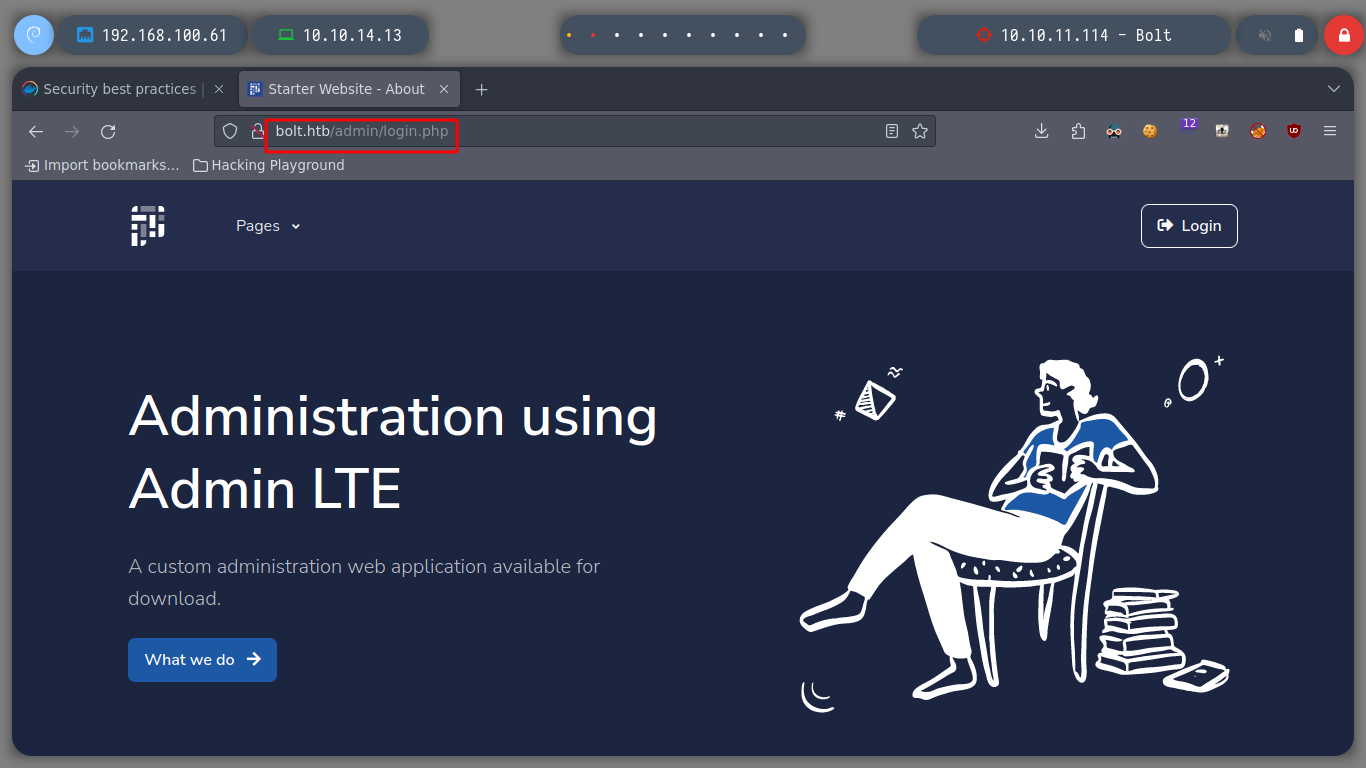 192.168.100.61
10.10.14.13
10.10.11.114 - Bolt
Security best practices |
Starter Website - About
bolt.htb/admin/login.php
12
Import bookmarks...
Hacking Playground
Pages
Login
Administration using
Admin LTE
A custom administration web application available for
download.
What we do